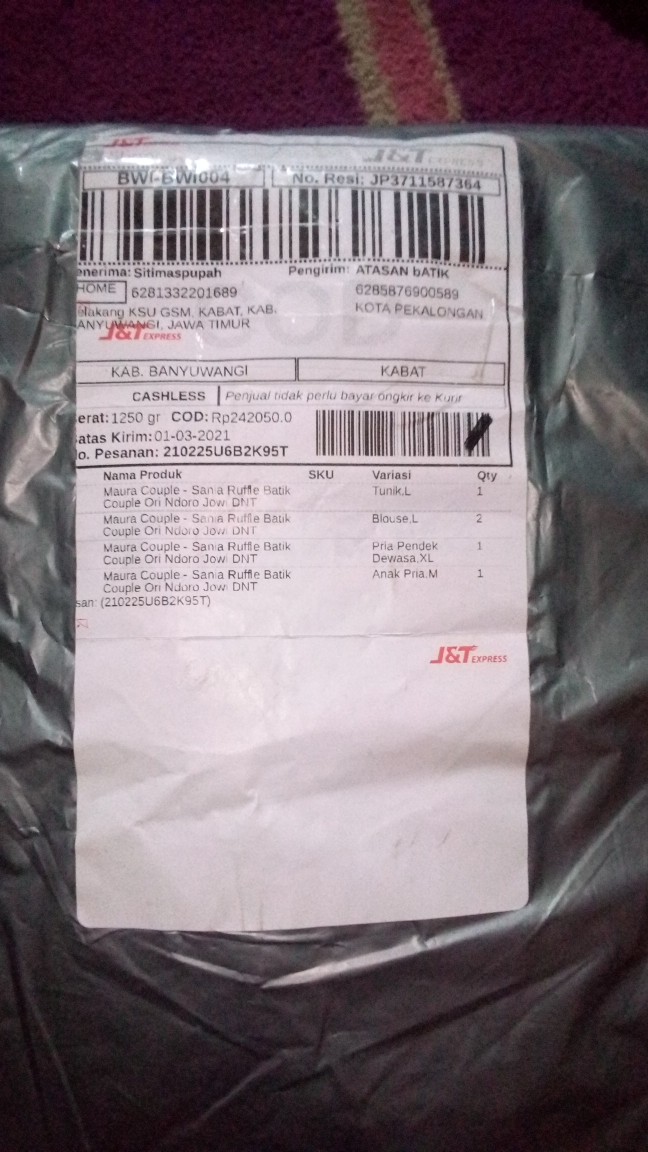 J&T
J&T EXPRESS
BWI-BWI004
No. Resi: JP3711587364
enerima: Sitimaspupah
Pengirim: ATASAN bATIK
HOME
6281332201689
6285876900589
elakang KSU GSM, KABAT, KAB.
KOTA PEKALONGAN
ANYUWANGI, JAWA TIMUR
J&T EXPRESS
COD
KAB. BANYUWANGI
KABAT
CASHLESS
Penjual tidak perlu bayar ongkir ke Kurir
erat: 1250 gr COD: Rp242050.0
atas Kirim: 01-03-2021
o. Pesanan: 210225U6B2K95T
Nama Produk SKU Variasi Qty
Maura Couple - Sania Ruffle Batik Tunik,L 1
Couple Ori Ndoro Jowi DNT
Maura Couple - Sania Ruffle Batik Blouse,L 2
Couple Ori Ndoro Jowi DNT
Maura Couple - Sania Ruffle Batik Pria Pendek 1
Couple Ori Ndoro Jowi DNT Dewasa,XL
Maura Couple - Sania Ruffle Batik Anak Pria,M 1
Couple Ori Ndoro Jowi DNT
san: (210225U6B2K95T)
J&T EXPRESS